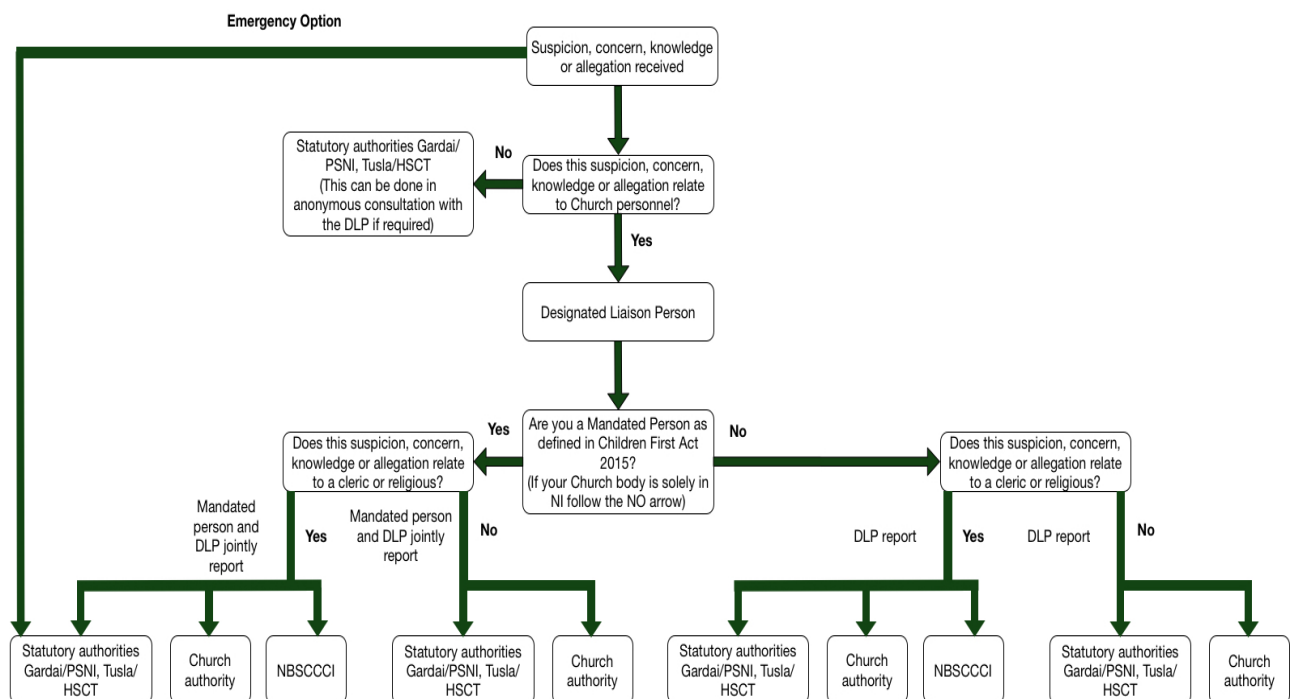 Emergency Option
Suspicion, concern, knowledge
or allegation received
Statutory authorities Gardai/
PSNI, Tusla/HSCT
(This can be done in
anonymous consultation with
the DLP if required)
No
Does this suspicion, concern,
knowledge or allegation relate
to Church personnel?
Yes
Designated Liaison Person
Does this suspicion, concern,
knowledge or allegation relate
to a cleric or religious?
Yes
Are you a Mandated Person as
defined in Children First Act
2015?
(If your Church body is solely in
NI follow the NO arrow)
No
Does this suspicion, concern,
knowledge or allegation relate
to a cleric or religious?
Mandated
person and
DLP jointly
report
Yes
Mandated person
and DLP jointly
report
No
DLP report
Yes
DLP report
No
Statutory authorities
Gardai/PSNI, Tusla/
HSCT
Church
authority
NBSCCCI
Statutory authorities
Gardai/PSNI, Tusla/
HSCT
Church
authority
Statutory authorities
Gardai/PSNI, Tusla/
HSCT
Church
authority
NBSCCCI
Statutory authorities
Gardai/PSNI, Tusla/
HSCT
Church
authority